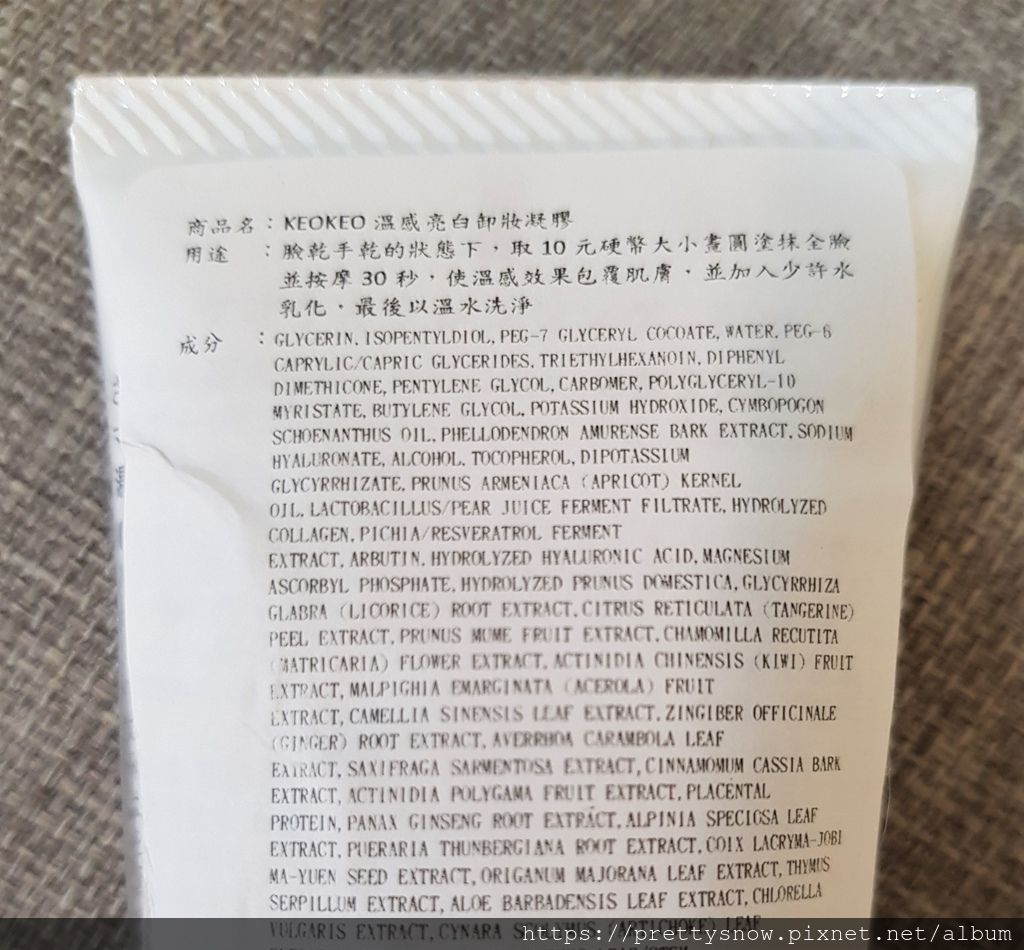 商品名：KEOKEO 溫感亮白卸妝凝膠
用途 ：臉乾手乾的狀態下，取 10 元硬幣大小畫圓塗抹全臉
並按摩 30 秒，使溫感效果包覆肌膚，並加入少許水
乳化，最後以溫水洗淨
成分 ：GLYCERIN, ISOPENTYLDIOL, PEG-7 GLYCERYL COCOATE, WATER, PEG-6
CAPRYLIC/CAPRIC GLYCERIDES, TRIETHYLHEXANOIN, DIPHENYL
DIMETHICONE, PENTYLENE GLYCOL, CARBOMER, POLYGLYCERYL-10
MYRISTATE, BUTYLENE GLYCOL, POTASSIUM HYDROXIDE, CYMBOPOGON
SCHOENANTHUS OIL, PHELLODENDRON AMURENSE BARK EXTRACT, SODIUM
HYALURONATE, ALCOHOL, TOCOPHEROL, DIPOTASSIUM
GLYCYRRHIZATE, PRUNUS ARMENIACA (APRICOT) KERNEL
OIL, LACTOBACILLUS/PEAR JUICE FERMENT FILTRATE, HYDROLYZED
COLLAGEN, PICHIA/RESVERATROL FERMENT
EXTRACT, ARBUTIN, HYDROLYZED HYALURONIC ACID, MAGNESIUM
ASCORBYL PHOSPHATE, HYDROLYZED PRUNUS DOMESTICA, GLYCYRRHIZA
GLABRA (LICORICE) ROOT EXTRACT, CITRUS RETICULATA (TANGERINE)
PEEL EXTRACT, PRUNUS MUME FRUIT EXTRACT, CHAMOMILLA RECUTITA
(MATRICARIA) FLOWER EXTRACT, ACTINIDIA CHINENSIS (KIWI) FRUIT
EXTRACT, MALPIGHIA EMARGINATA (ACEROLA) FRUIT
EXTRACT, CAMELLIA SINENSIS LEAF EXTRACT, ZINGIBER OFFICINALE
(GINGER) ROOT EXTRACT, AVERRHOA CARAMBOLA LEAF
EXTRACT, SAXIFRAGA SARMENTOSA EXTRACT, CINNAMOMUM CASSIA BARK
EXTRACT, ACTINIDIA POLYGAMA FRUIT EXTRACT, PLACENTAL
PROTEIN, PANAX GINSENG ROOT EXTRACT, ALPINIA SPECIOSA LEAF
EXTRACT, PUERARIA THUNBERGIANA ROOT EXTRACT, COIX LACRYMA-JOBI
MA-YUEN SEED EXTRACT, ORIGANUM MAJORANA LEAF EXTRACT, THYMUS
SERPILLUM EXTRACT, ALOE BARBADENSIS LEAF EXTRACT, CHLORELLA
VULGARIS EXTRACT, CYNARA SCOLYMUS (ARTICHOKE) LEAF
https://prettysnow.pixnet.net/album